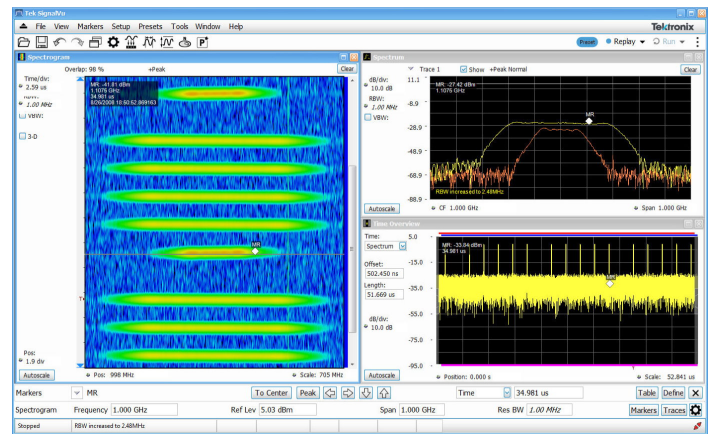 Tek SignalVu
File View Markers Setup Presets Tools Window Help
Tektronix
Preset Replay Run
Spectrogram
Overlap: 98 % +Peak Clear
Time/div:
2.59 us
RBW:
1.00 MHz
VBW:
3-D
MR: -41.81 dBm
1.1076 GHz
34.981 us
8/26/2008 18:60:52.869163
MR
Pos:
1.9 dv
Autoscale
Pos: 998 MHz
Scale: 705 MHz
Spectrum
Trace 1 Show +Peak Normal Clear
dB/div:
10.0 dB
RBW:
1.00 MHz
VBW:
11.1
-8.9
-28.9
-48.9
-68.9
-88.9
MR: -27.42 dBm
1.1076 GHz
MR
RBW increased to 2.48MHz
Autoscale
CF 1.000 GHz
Span 1.000 GHz
Time Overview
Time:
Spectrum
Offset:
502.450 ns
Length:
51.669 us
dB/div:
10.0 dB
5.0
-15.0
-35.0
-55.0
-75.0
-95.0
MR: -33.84 dBm
34.981 us
MR
Autoscale
Position: 0.000 s
Scale: 52.841 us
Markers MR To Center Peak Time 34.981 us Table Define
Spectrogram Frequency 1.000 GHz Ref Lev 5.03 dBm Span 1.000 GHz Res BW 1.00 MHz Markers Traces
Stopped RBW increased to 2.48MHz